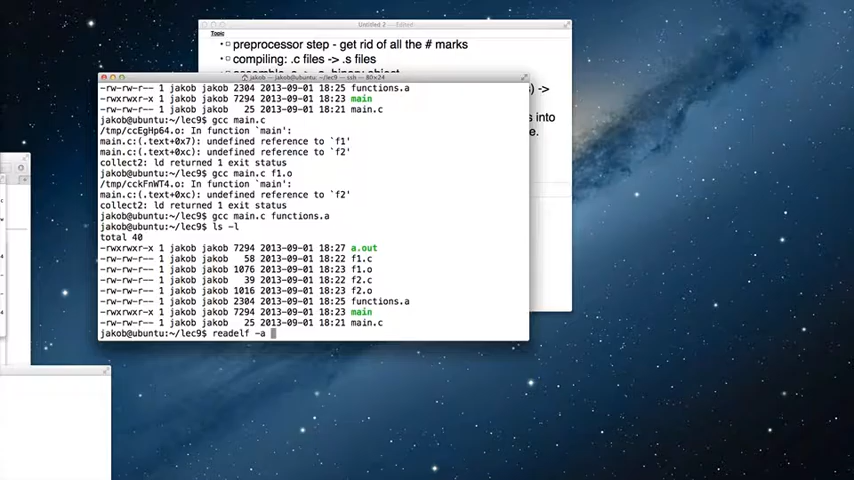 Untitled 2 — Edited
Topic
• preprocessor step - get rid of all the # marks
• compiling: .c files -> .s files
s) ->
s into
e.
jakob — jakob@ubuntu: ~/lec9 — ssh — 80×24
-rw-rw-r-- 1 jakob jakob 2304 2013-09-01 18:25 functions.a
-rwxrwxr-x 1 jakob jakob 7294 2013-09-01 18:23 main
-rw-rw-r-- 1 jakob jakob   25 2013-09-01 18:21 main.c
jakob@ubuntu:~/lec9$ gcc main.c
/tmp/ccEgHp64.o: In function `main':
main.c:(.text+0x7): undefined reference to `f1'
main.c:(.text+0xc): undefined reference to `f2'
collect2: ld returned 1 exit status
jakob@ubuntu:~/lec9$ gcc main.c f1.o
/tmp/cckFnWT4.o: In function `main':
main.c:(.text+0xc): undefined reference to `f2'
collect2: ld returned 1 exit status
jakob@ubuntu:~/lec9$ gcc main.c functions.a
jakob@ubuntu:~/lec9$ ls -l
total 40
-rwxrwxr-x 1 jakob jakob 7294 2013-09-01 18:27 a.out
-rw-rw-r-- 1 jakob jakob   58 2013-09-01 18:22 f1.c
-rw-rw-r-- 1 jakob jakob 1076 2013-09-01 18:23 f1.o
-rw-rw-r-- 1 jakob jakob   39 2013-09-01 18:22 f2.c
-rw-rw-r-- 1 jakob jakob 1016 2013-09-01 18:23 f2.o
-rw-rw-r-- 1 jakob jakob 2304 2013-09-01 18:25 functions.a
-rwxrwxr-x 1 jakob jakob 7294 2013-09-01 18:23 main
-rw-rw-r-- 1 jakob jakob   25 2013-09-01 18:21 main.c
jakob@ubuntu:~/lec9$ readelf -a